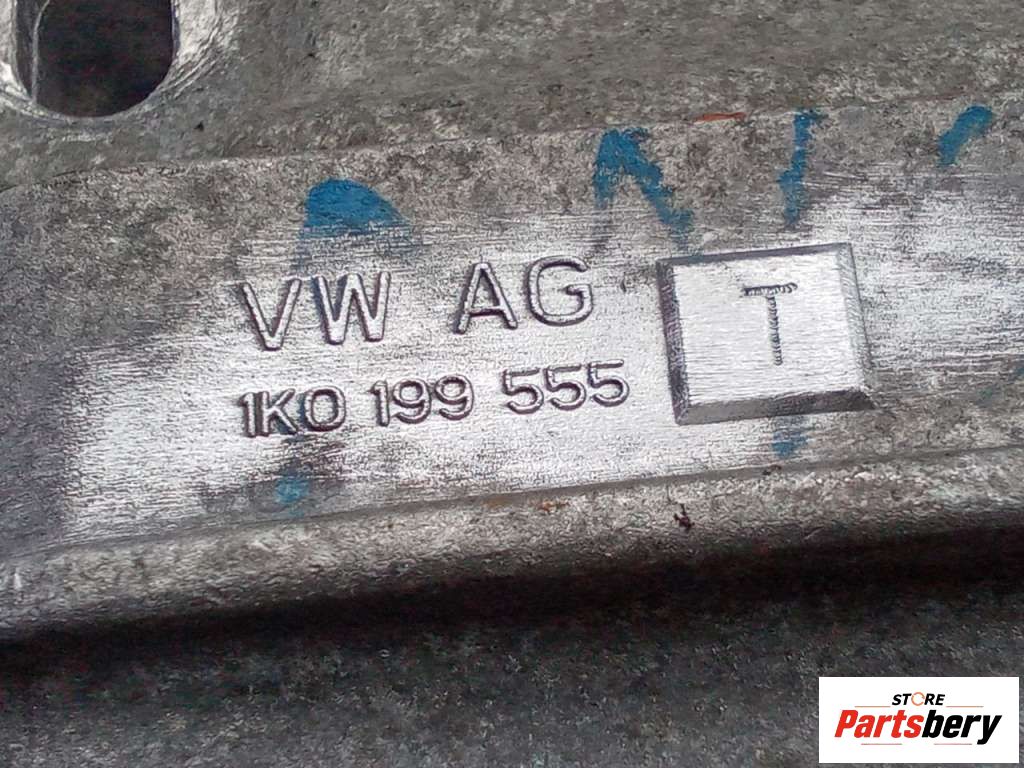 VW AG
T
1K0 199 555
STORE
Partsbery